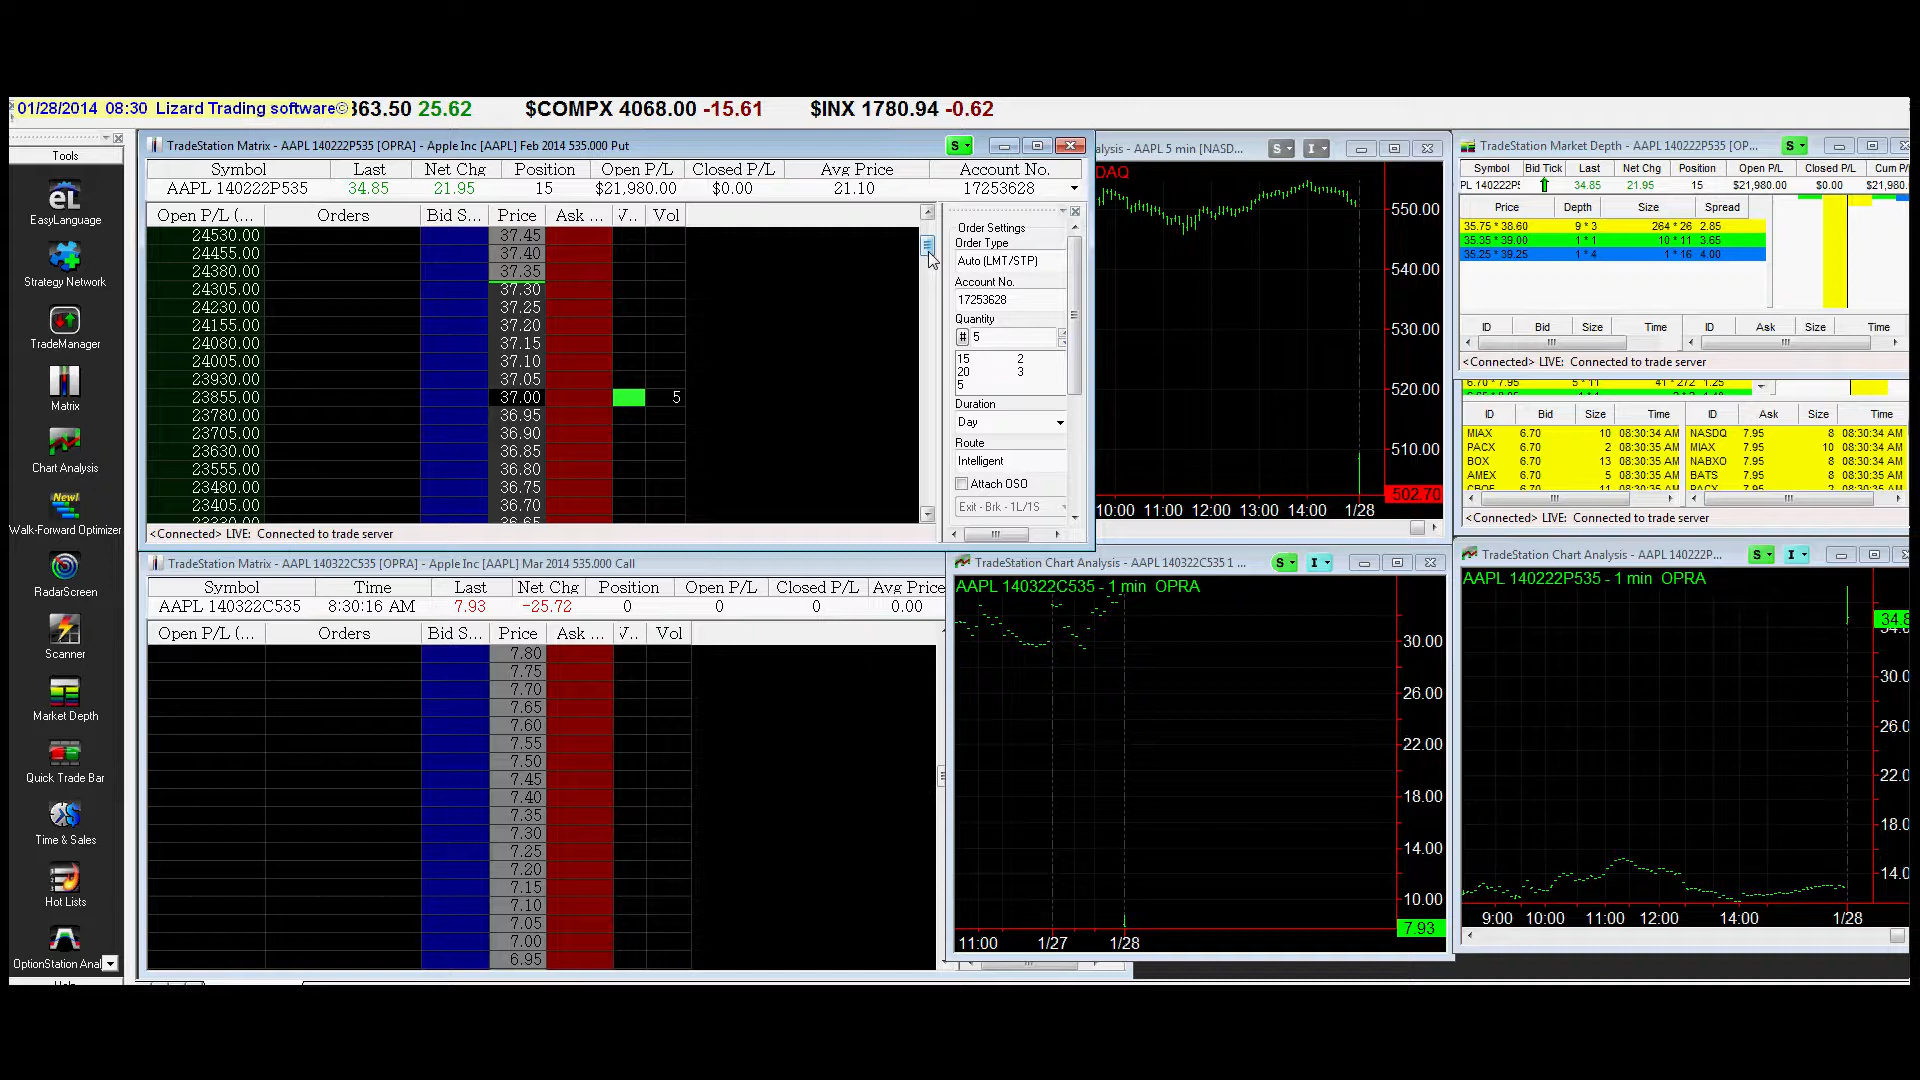 01/28/2014 08:30 Lizard Trading software© 363.50 25.62 $COMPX 4068.00 -15.61 $INX 1780.94 -0.62
Tools
EasyLanguage
Strategy Network
TradeManager
Matrix
Chart Analysis
New!
Walk-Forward Optimizer
RadarScreen
Scanner
Market Depth
Quick Trade Bar
Time & Sales
Hot Lists
OptionStation Anal
TradeStation Matrix - AAPL 140222P535 [OPRA] - Apple Inc [AAPL] Feb 2014 535.000 Put
Symbol Last Net Chg Position Open P/L Closed P/L Avg Price Account No.
AAPL 140222P535 34.85 21.95 15 $21,980.00 $0.00 21.10 17253628
Open P/L (... Orders Bid S... Price Ask ... V.. Vol
24530.00 37.45
24455.00 37.40
24380.00 37.35
24305.00 37.30
24230.00 37.25
24155.00 37.20
24080.00 37.15
24005.00 37.10
23930.00 37.05
23855.00 37.00 5
23780.00 36.95
23705.00 36.90
23630.00 36.85
23555.00 36.80
23480.00 36.75
23405.00 36.70
23330.00 36.65
<Connected> LIVE: Connected to trade server
Order Settings
Order Type
Auto (LMT/STP)
Account No.
17253628
Quantity
# 5
15 2
20 3
5
Duration
Day
Route
Intelligent
Attach OSO
Exit - Brk - 1L/1S
alysis - AAPL 5 min [NASD...
DAQ
550.00
540.00
530.00
520.00
510.00
502.70
10:00 11:00 12:00 13:00 14:00 1/28
TradeStation Market Depth - AAPL 140222P535 [OP...
Symbol Bid Tick Last Net Chg Position Open P/L Closed P/L Cum P/
PL 140222P5 34.85 21.95 15 $21,980.00 $0.00 $21,980.
Price Depth Size Spread
35.75 * 38.60 9 * 3 264 * 26 2.85
35.35 * 39.00 1 * 1 10 * 11 3.65
35.25 * 39.25 1 * 4 1 * 16 4.00
ID Bid Size Time ID Ask Size Time
<Connected> LIVE: Connected to trade server
6.70 * 7.95 5 * 11 41 * 272 1.25
ID Bid Size Time ID Ask Size Time
MIAX 6.70 10 08:30:34 AM NASDQ 7.95 8 08:30:34 AM
PACX 6.70 2 08:30:35 AM MIAX 7.95 8 08:30:34 AM
BOX 6.70 13 08:30:35 AM NABXO 7.95 8 08:30:35 AM
AMEX 6.70 5 08:30:35 AM BATS 7.95 8 08:30:35 AM
<Connected> LIVE: Connected to trade server
TradeStation Matrix - AAPL 140322C535 [OPRA] - Apple Inc [AAPL] Mar 2014 535.000 Call
Symbol Time Last Net Chg Position Open P/L Closed P/L Avg Price
AAPL 140322C535 8:30:16 AM 7.93 -25.72 0 0 0 0.00
Open P/L (... Orders Bid S... Price Ask ... V.. Vol
7.80
7.75
7.70
7.65
7.60
7.55
7.50
7.45
7.40
7.35
7.30
7.25
7.20
7.15
7.10
7.05
7.00
6.95
TradeStation Chart Analysis - AAPL 140322C535 1 ...
AAPL 140322C535 - 1 min OPRA
30.00
26.00
22.00
18.00
14.00
10.00
7.93
11:00 1/27 1/28
TradeStation Chart Analysis - AAPL 140222P...
AAPL 140222P535 - 1 min OPRA
34.8
30.0
26.0
22.0
18.0
14.0
9:00 10:00 11:00 12:00 14:00 1/28